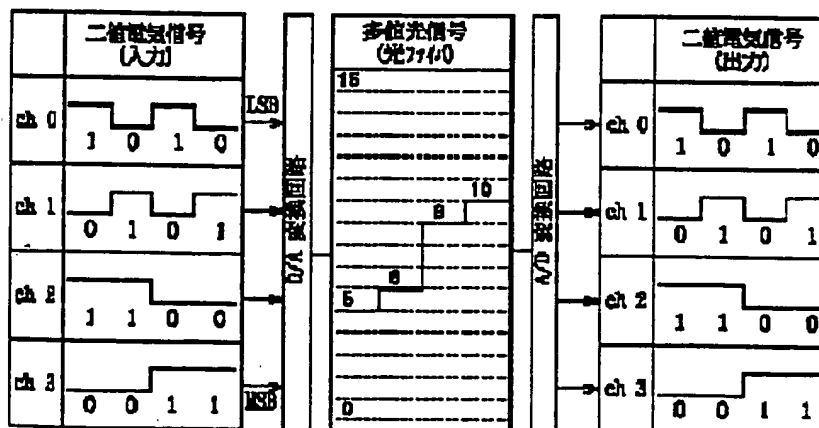 二値電気信号
(入力)
ch 0
1 0 1 0
ch 1
0 1 0 1
ch 2
1 1 0 0
ch 3
0 0 1 1
LSB
MSB
D/A 変換回路
多値光信号
(光ファイバ)
15
10
9
6
5
0
A/D 変換回路
二値電気信号
(出力)
ch 0
1 0 1 0
ch 1
0 1 0 1
ch 2
1 1 0 0
ch 3
0 0 1 1